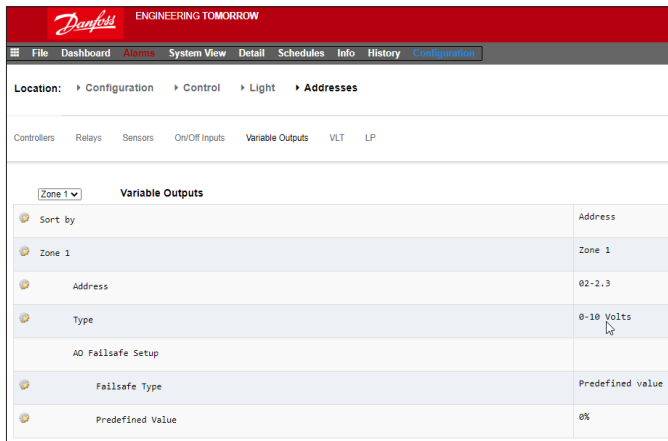 Danfoss ENGINEERING TOMORROW
File Dashboard Alarms System View Detail Schedules Info History Configuration
Location: Configuration Control Light Addresses
Controllers Relays Sensors On/Off Inputs Variable Outputs VLT LP
Zone 1 Variable Outputs
Sort by Address
Zone 1 Zone 1
Address 02-2.3
Type 0-10 Volts
AO Failsafe Setup
Failsafe Type Predefined value
Predefined Value 0%